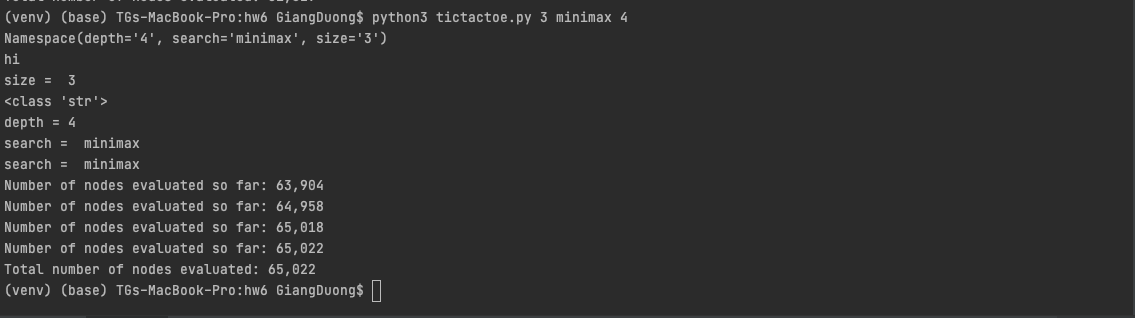 (venv) (base) TGs-MacBook-Pro:hw6 GiangDuong$ python3 tictactoe.py 3 minimax 4
Namespace(depth='4', search='minimax', size='3')
hi
size =  3
<class 'str'>
depth = 4
search =  minimax
search =  minimax
Number of nodes evaluated so far: 63,904
Number of nodes evaluated so far: 64,958
Number of nodes evaluated so far: 65,018
Number of nodes evaluated so far: 65,022
Total number of nodes evaluated: 65,022
(venv) (base) TGs-MacBook-Pro:hw6 GiangDuong$